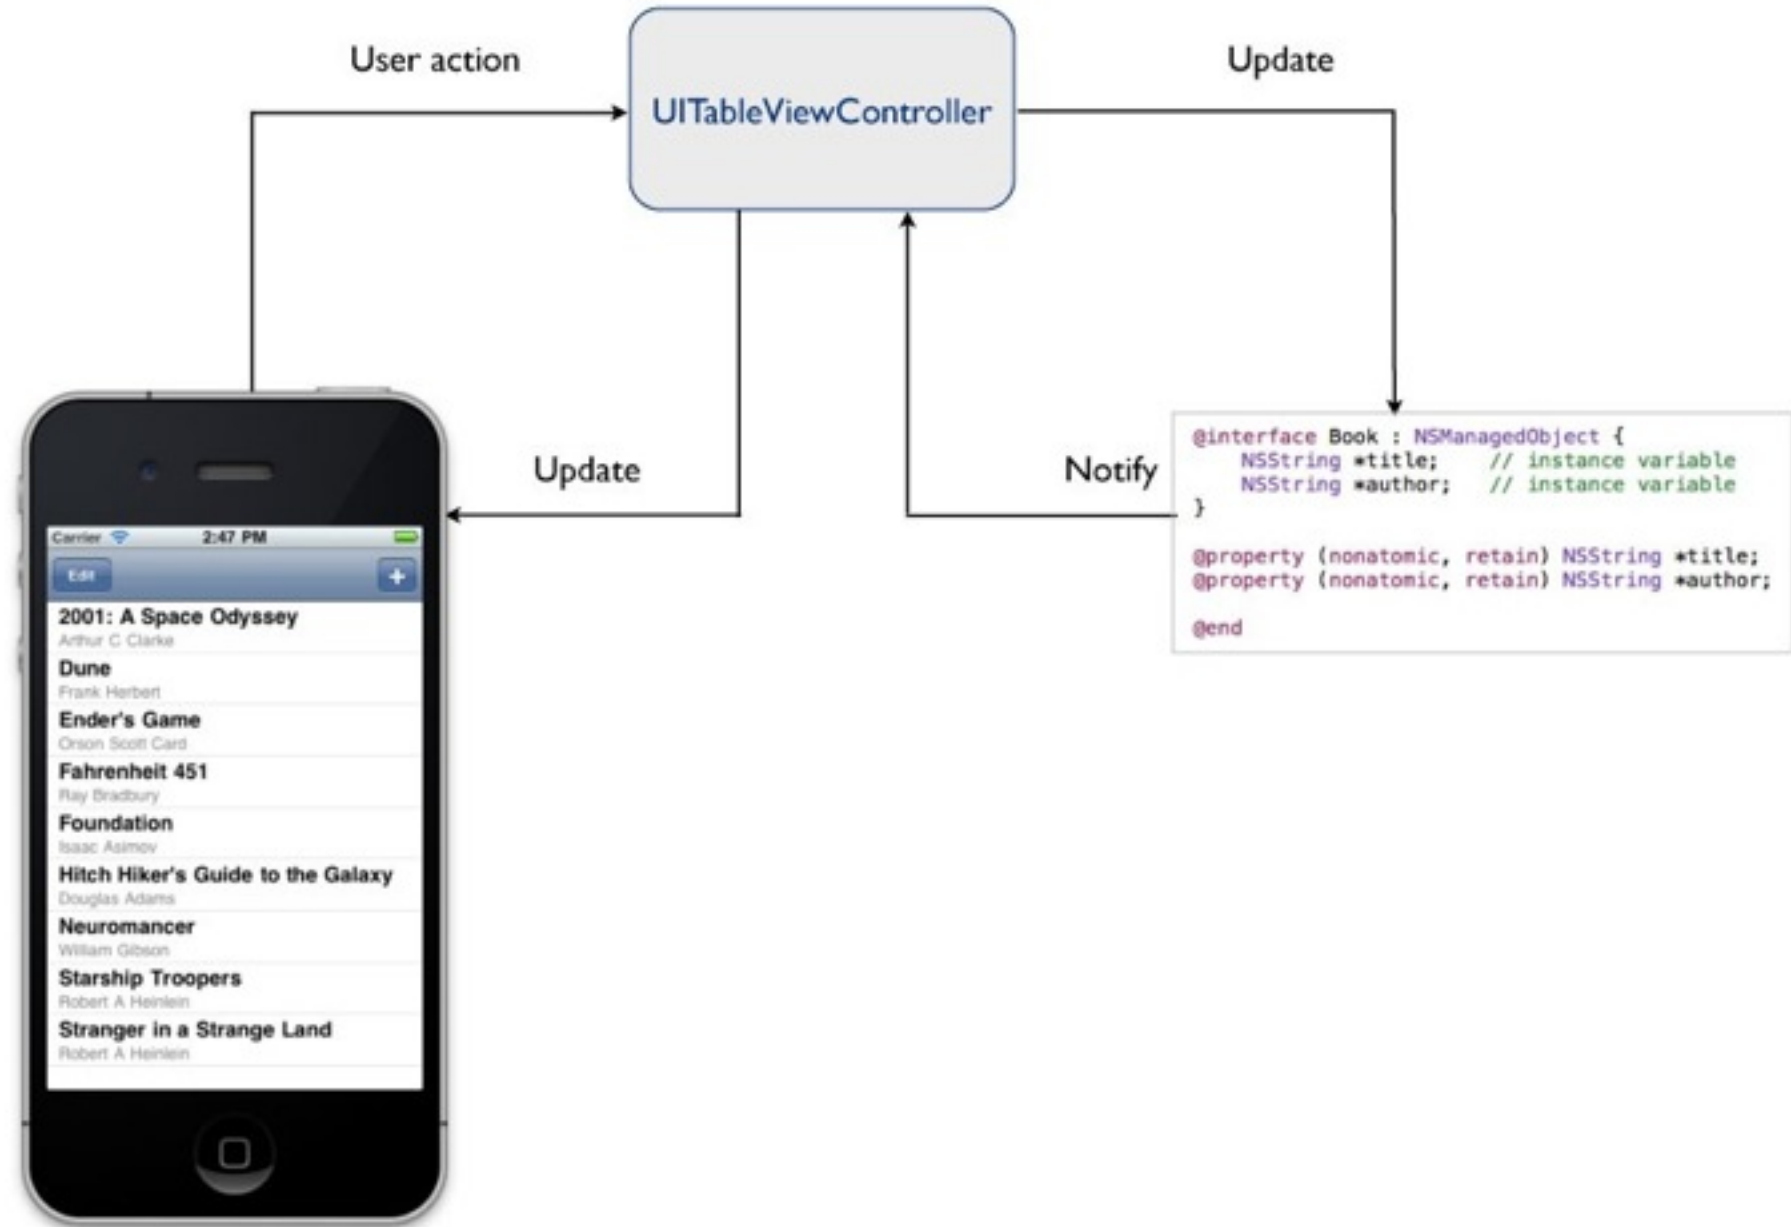 User action
UITableViewController
Update
Update
Notify
@interface Book : NSManagedObject {
    NSString *title;    // instance variable
    NSString *author;   // instance variable
}
@property (nonatomic, retain) NSString *title;
@property (nonatomic, retain) NSString *author;
@end
Carrier 2:47 PM
Edit +
2001: A Space Odyssey
Arthur C Clarke
Dune
Frank Herbert
Ender's Game
Orson Scott Card
Fahrenheit 451
Ray Bradbury
Foundation
Isaac Asimov
Hitch Hiker's Guide to the Galaxy
Douglas Adams
Neuromancer
William Gibson
Starship Troopers
Robert A Heinlein
Stranger in a Strange Land
Robert A Heinlein